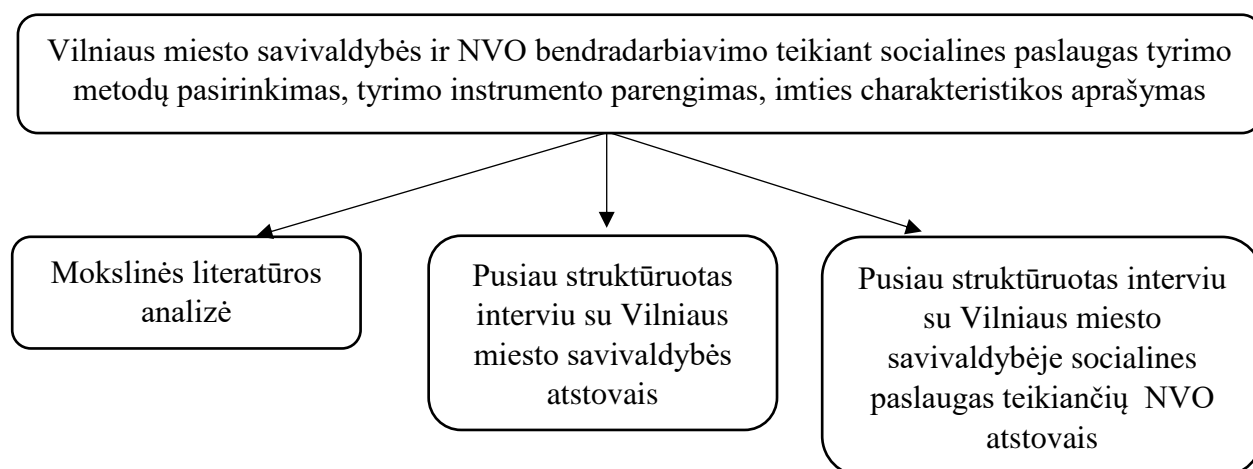 Vilniaus miesto savivaldybės ir NVO bendradarbiavimo teikiant socialines paslaugas tyrimo
metodų pasirinkimas, tyrimo instrumento parengimas, imties charakteristikos aprašymas
Mokslinės literatūros
analizė
Pusiau struktūruotas
interviu su Vilniaus
miesto savivaldybės
atstovais
Pusiau struktūruotas interviu
su Vilniaus miesto
savivaldybėje socialines
paslaugas teikiančių NVO
atstovais